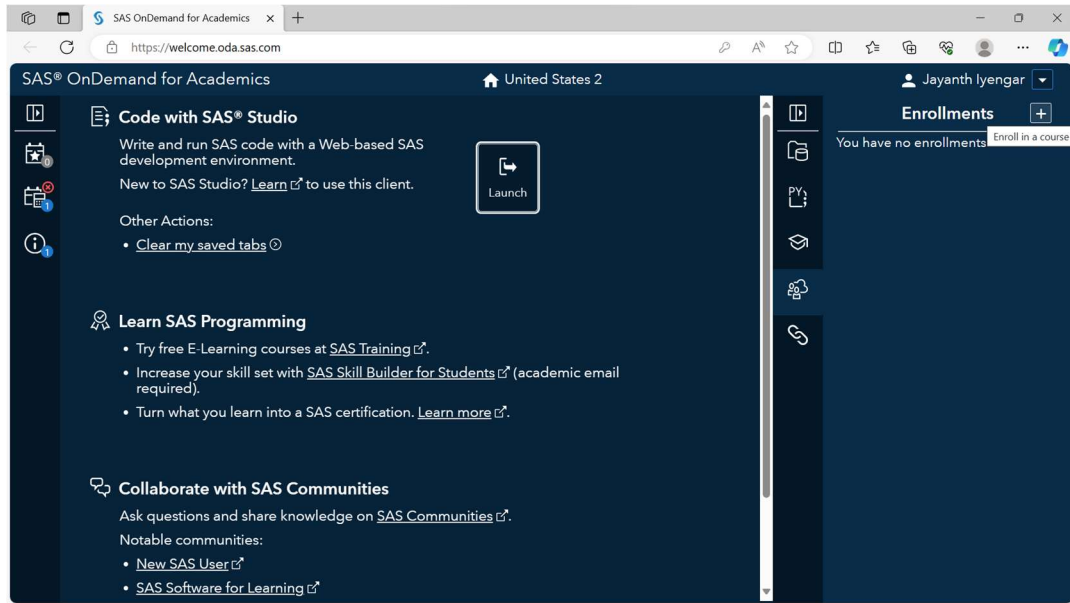 SAS OnDemand for Academics
https://welcome.oda.sas.com
SAS® OnDemand for Academics
United States 2
Jayanth Iyengar
Code with SAS® Studio
Write and run SAS code with a Web-based SAS
development environment.
New to SAS Studio? Learn to use this client.
Launch
Other Actions:
• Clear my saved tabs
0
1
1
Learn SAS Programming
• Try free E-Learning courses at SAS Training.
• Increase your skill set with SAS Skill Builder for Students (academic email
required).
• Turn what you learn into a SAS certification. Learn more.
Collaborate with SAS Communities
Ask questions and share knowledge on SAS Communities.
Notable communities:
• New SAS User
• SAS Software for Learning
PY
Enrollments
You have no enrollments
Enroll in a course